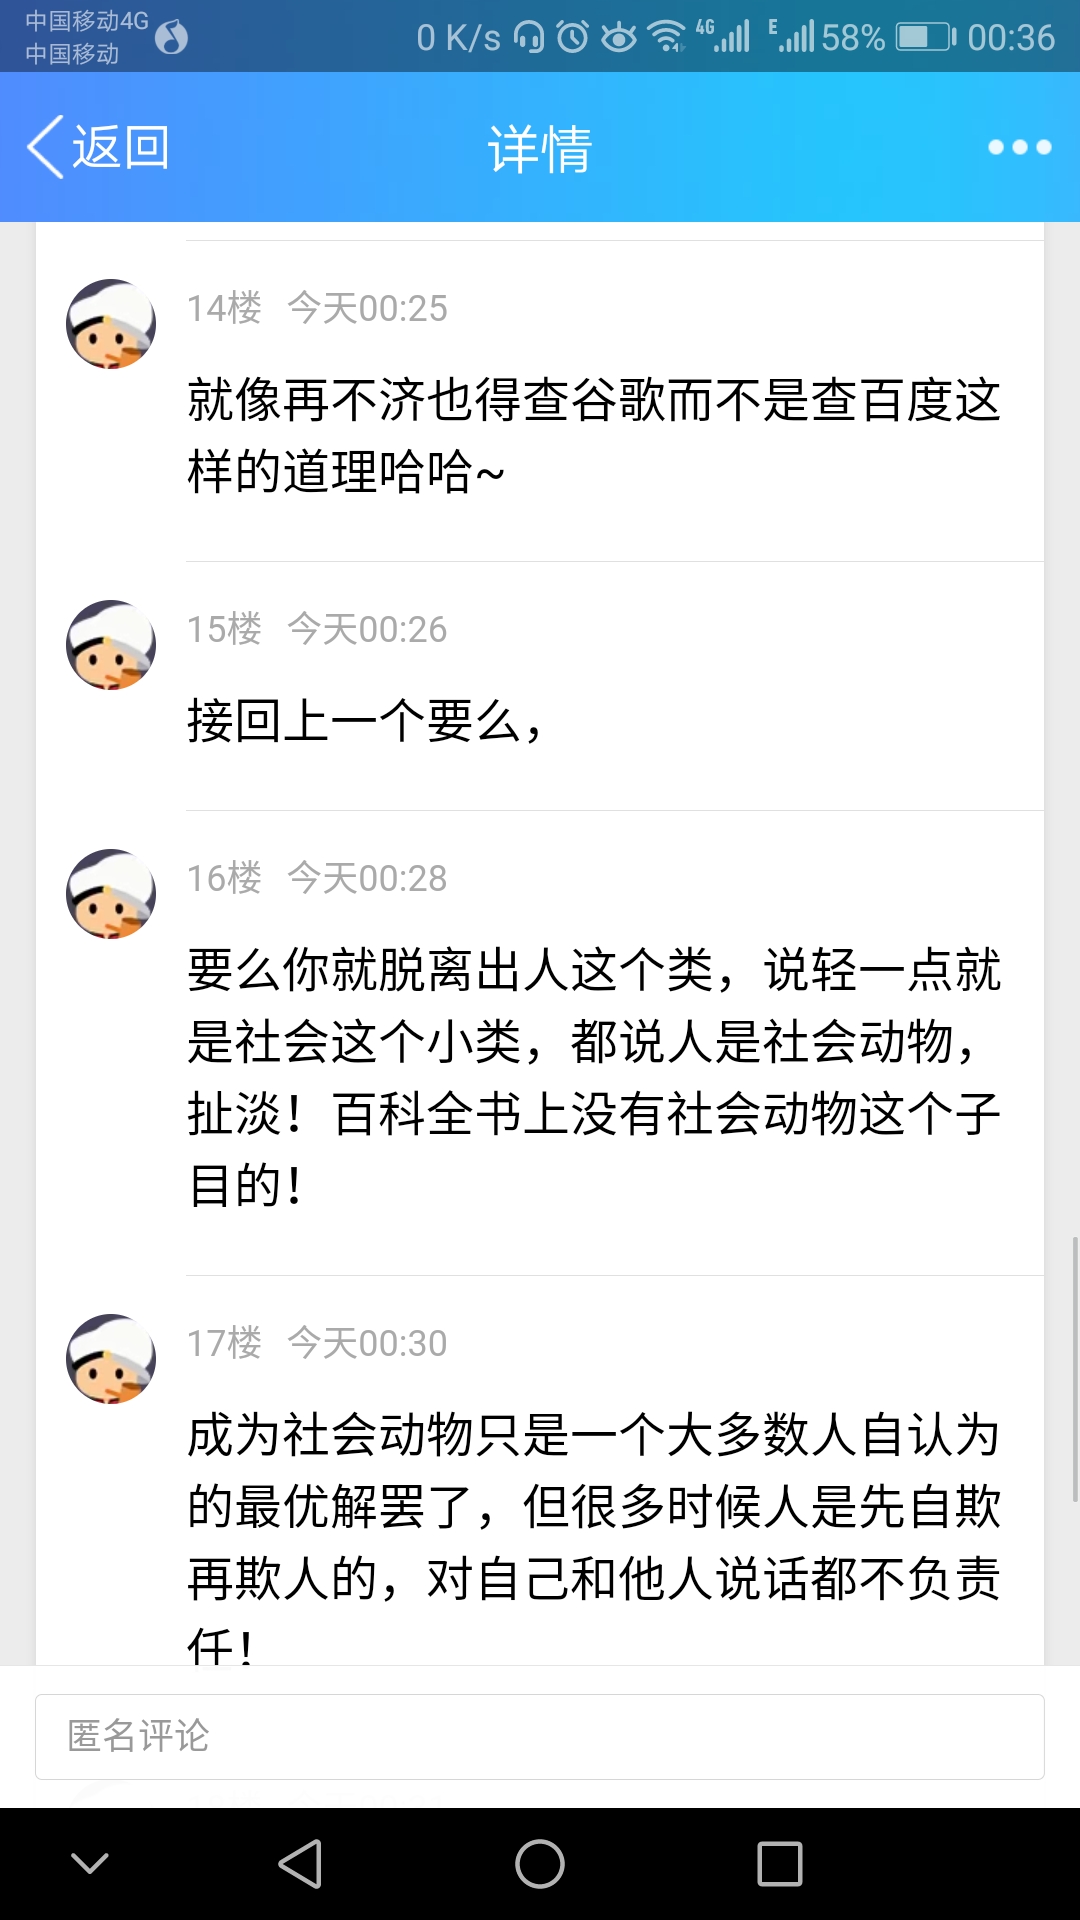 中国移动4G
中国移动
0 K/s
4G
E
58%
00:36
返回
详情
14楼 今天00:25
就像再不济也得查谷歌而不是查百度这
样的道理哈哈~
15楼 今天00:26
接回上一个要么，
16楼 今天00:28
要么你就脱离出人这个类，说轻一点就
是社会这个小类，都说人是社会动物，
扯淡！百科全书上没有社会动物这个子
目的！
17楼 今天00:30
成为社会动物只是一个大多数人自认为
的最优解罢了，但很多时候人是先自欺
再欺人的，对自己和他人说话都不负责
任！
匿名评论